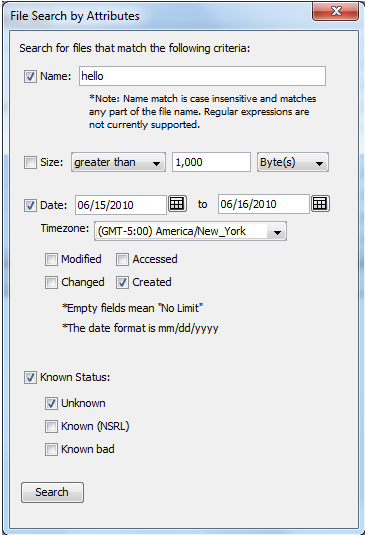 File Search by Attributes
Search for files that match the following criteria:
Name: hello
*Note: Name match is case insensitive and matches
any part of the file name. Regular expressions are
not currently supported.
Size: greater than 1,000 Byte(s)
Date: 06/15/2010 to 06/16/2010
Timezone: (GMT-5:00) America/New_York
Modified Accessed
Changed Created
*Empty fields mean "No Limit"
*The date format is mm/dd/yyyy
Known Status:
Unknown
Known (NSRL)
Known bad
Search